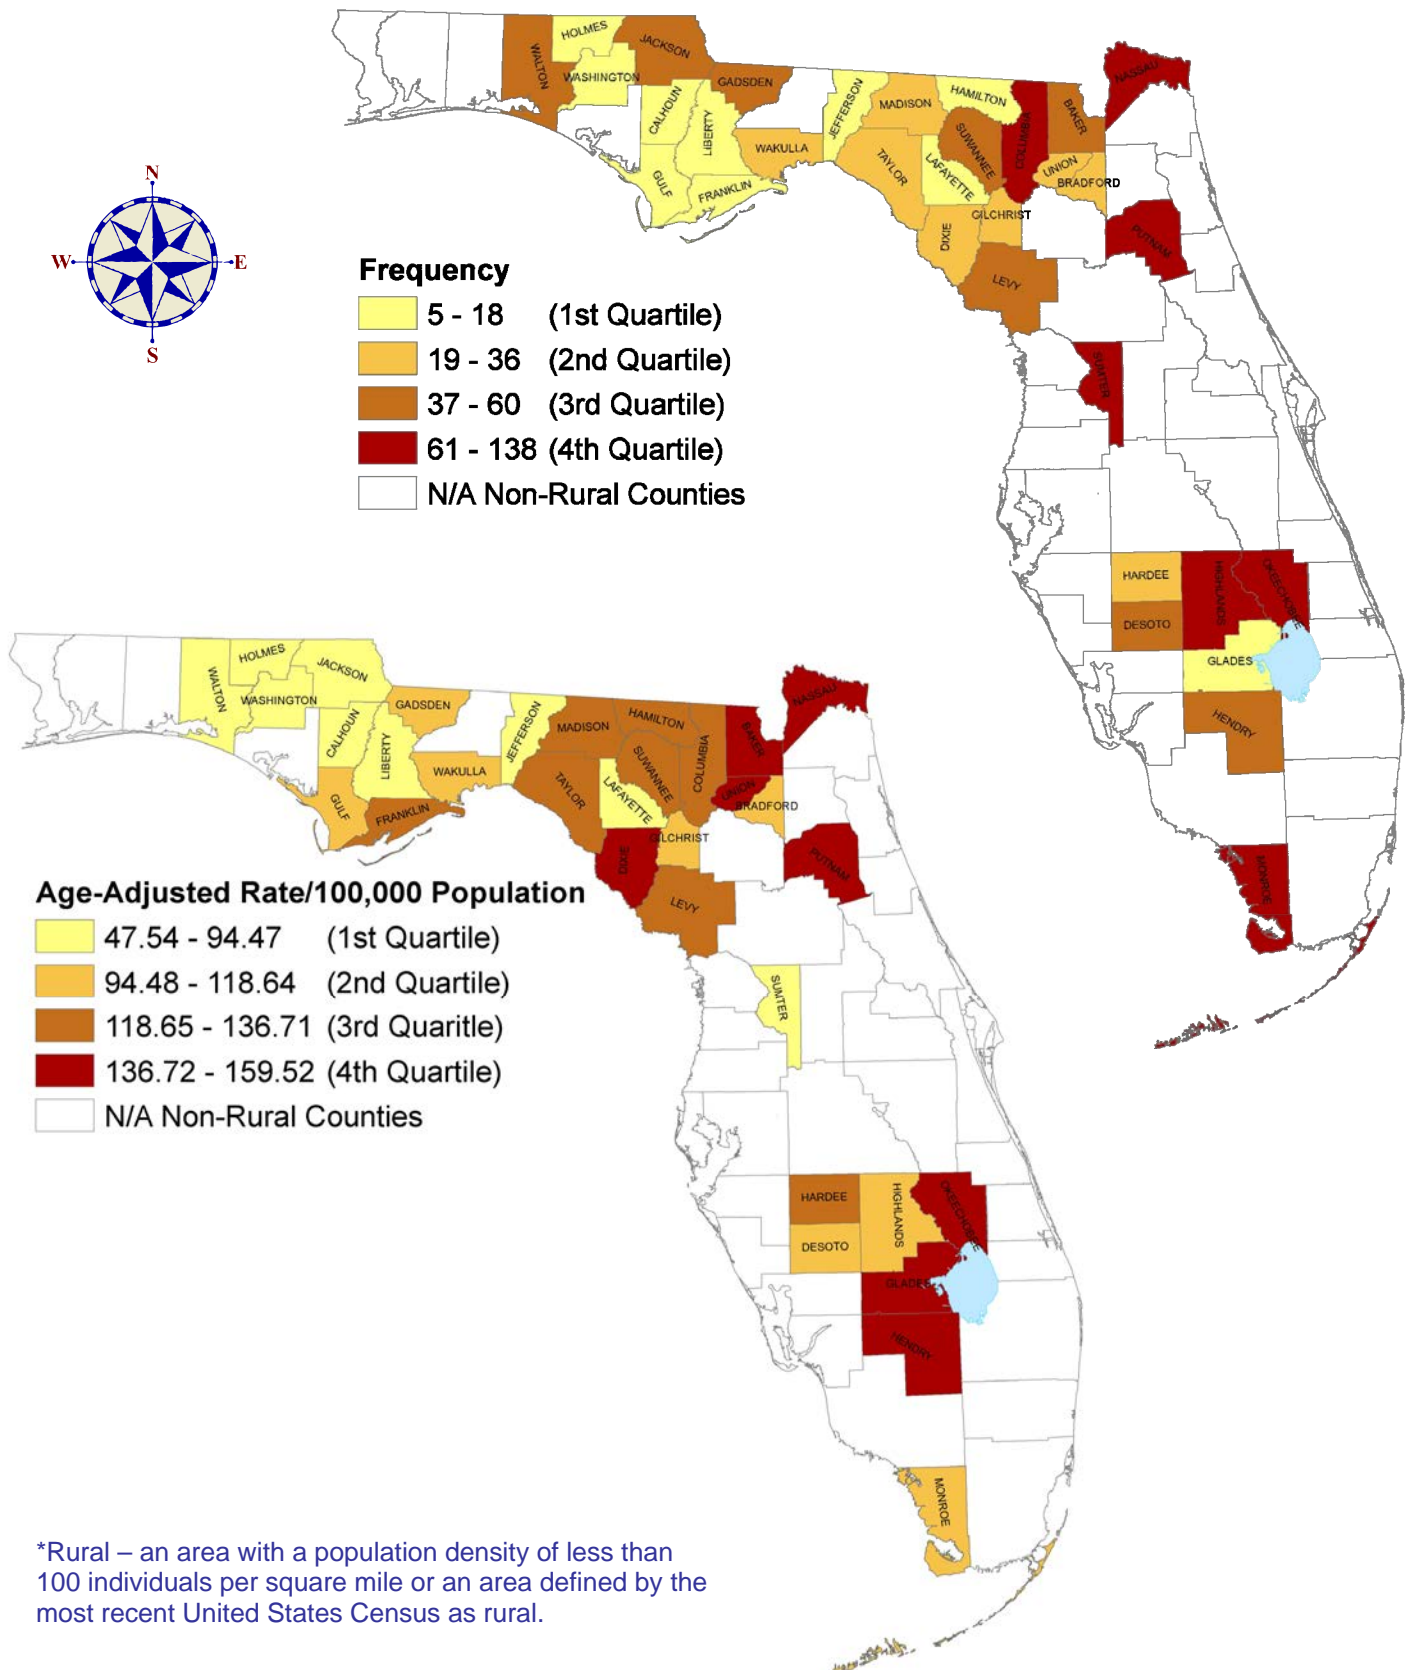 HOLMES
JACKSON
WALTON
WASHINGTON
GADSDEN
CALHOUN
LIBERTY
GULF
FRANKLIN
WAKULLA
JEFFERSON
MADISON
HAMILTON
TAYLOR
LAFAYETTE
SUWANNEE
COLUMBIA
BAKER
NASSAU
UNION
BRADFORD
GILCHRIST
DIXIE
LEVY
PUTNAM
SUMTER
HARDEE
DESOTO
HIGHLANDS
OKEECHOBEE
GLADES
HENDRY
MONROE
N
W
E
S
Frequency
5 - 18 (1st Quartile)
19 - 36 (2nd Quartile)
37 - 60 (3rd Quartile)
61 - 138 (4th Quartile)
N/A Non-Rural Counties
HOLMES
JACKSON
WALTON
WASHINGTON
GADSDEN
CALHOUN
LIBERTY
GULF
FRANKLIN
WAKULLA
JEFFERSON
MADISON
HAMILTON
TAYLOR
LAFAYETTE
SUWANNEE
COLUMBIA
BAKER
NASSAU
UNION
BRADFORD
GILCHRIST
DIXIE
LEVY
PUTNAM
SUMTER
HARDEE
DESOTO
HIGHLANDS
OKEECHOBEE
GLADES
HENDRY
MONROE
Age-Adjusted Rate/100,000 Population
47.54 - 94.47 (1st Quartile)
94.48 - 118.64 (2nd Quartile)
118.65 - 136.71 (3rd Quaritle)
136.72 - 159.52 (4th Quartile)
N/A Non-Rural Counties
*Rural – an area with a population density of less than
100 individuals per square mile or an area defined by the
most recent United States Census as rural.